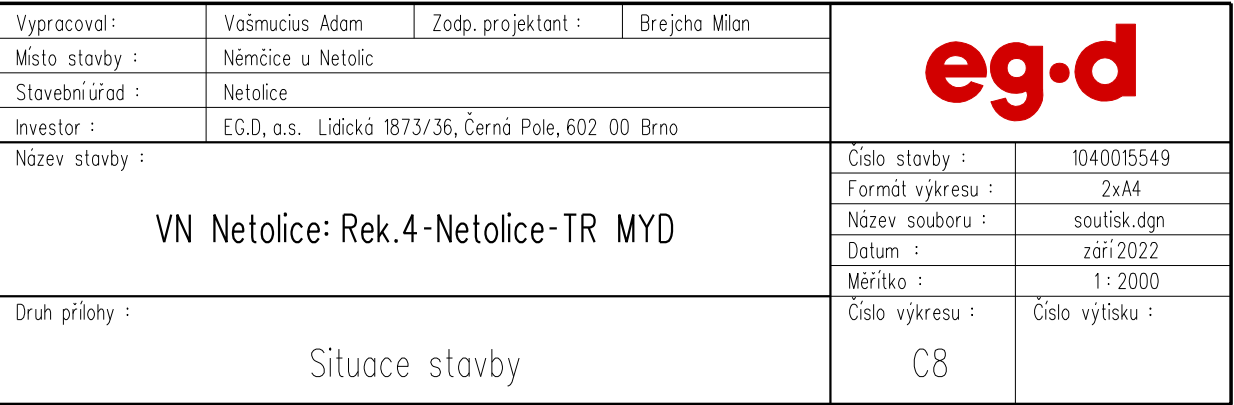 Vypracoval: Vašmucius Adam Zodp. projektant: Brejcha Milan
Místo stavby: Němčice u Netolic
Stavební úřad: Netolice
Investor: EG.D, a.s. Lidická 1873/36, Černá Pole, 602 00 Brno
eg·d
Název stavby:
VN Netolice: Rek.4-Netolice-TR MYD
Číslo stavby: 1040015549
Formát výkresu: 2xA4
Název souboru: soutisk.dgn
Datum: září 2022
Měřítko: 1:2000
Druh přílohy:
Situace stavby
Číslo výkresu: Číslo výtisku:
C8